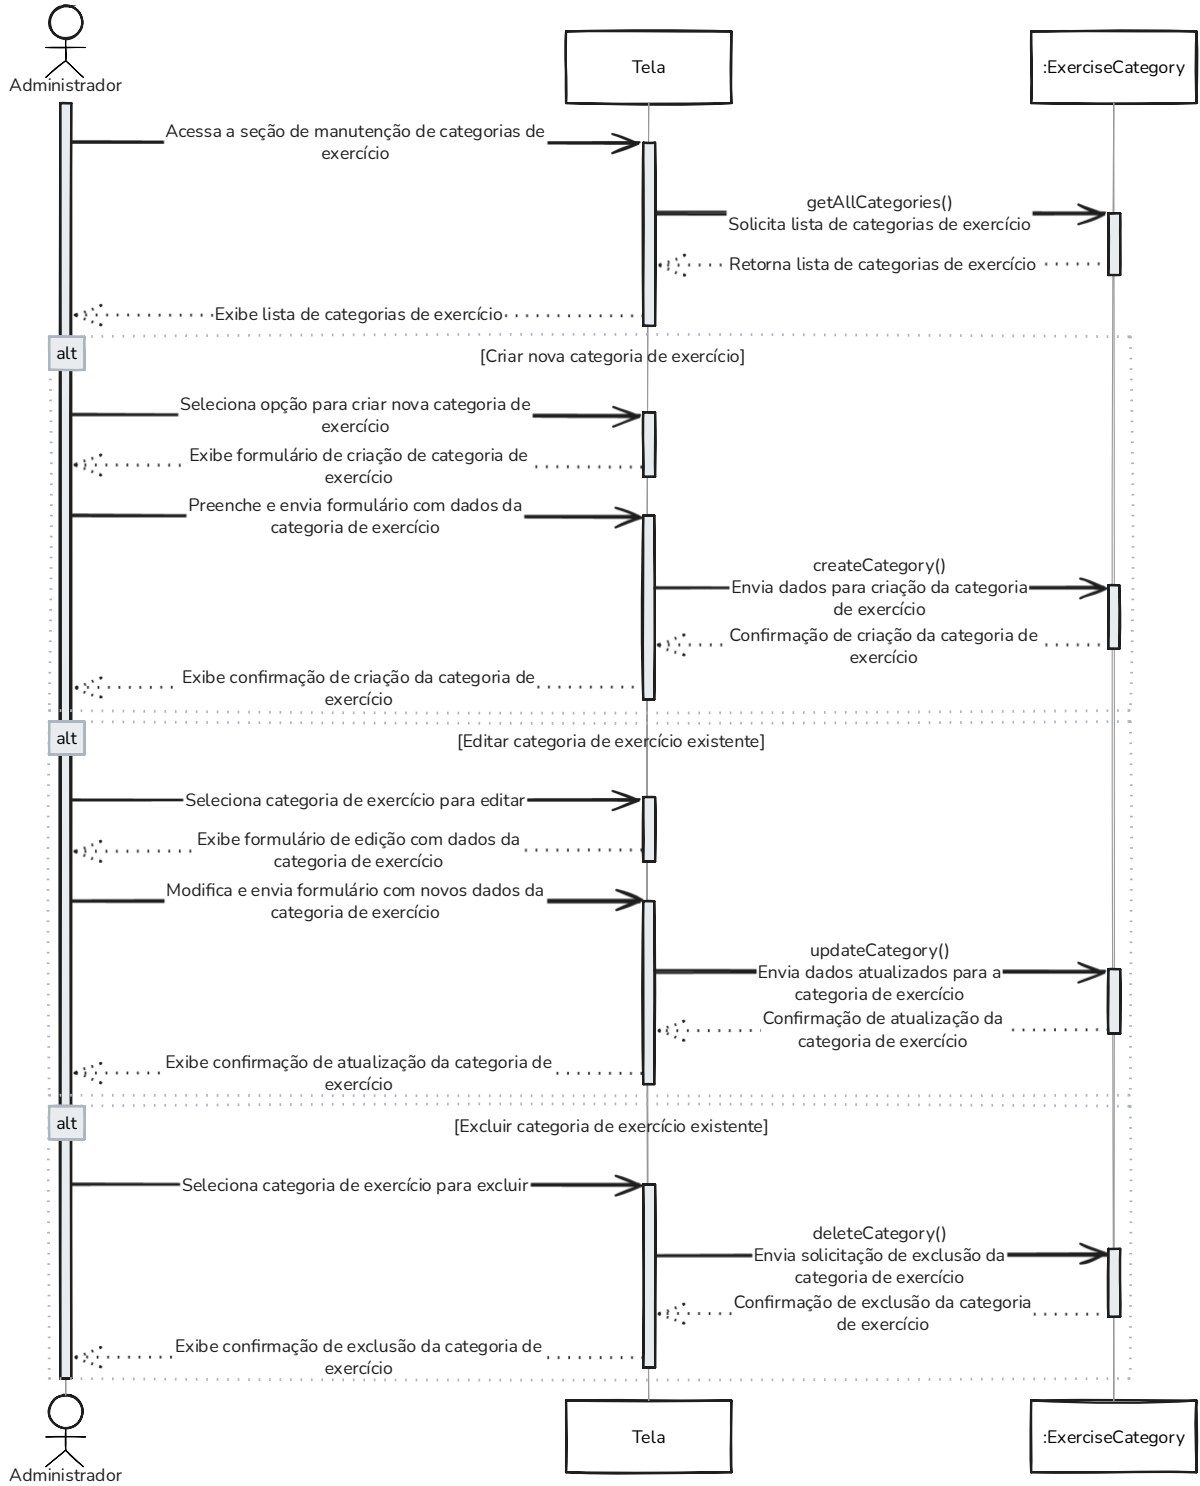 Administrador
Tela
:ExerciseCategory
Acessa a seção de manutenção de categorias de
exercício
getAllCategories()
Solicita lista de categorias de exercício
Retorna lista de categorias de exercício
Exibe lista de categorias de exercício
alt
[Criar nova categoria de exercício]
Seleciona opção para criar nova categoria de
exercício
Exibe formulário de criação de categoria de
exercício
Preenche e envia formulário com dados da
categoria de exercício
createCategory()
Envia dados para criação da categoria
de exercício
Confirmação de criação da categoria de
exercício
Exibe confirmação de criação da categoria de
exercício
alt
[Editar categoria de exercício existente]
Seleciona categoria de exercício para editar
Exibe formulário de edição com dados da
categoria de exercício
Modifica e envia formulário com novos dados da
categoria de exercício
updateCategory()
Envia dados atualizados para a
categoria de exercício
Confirmação de atualização da
categoria de exercício
Exibe confirmação de atualização da categoria de
exercício
alt
[Excluir categoria de exercício existente]
Seleciona categoria de exercício para excluir
deleteCategory()
Envia solicitação de exclusão da
categoria de exercício
Confirmação de exclusão da categoria
de exercício
Exibe confirmação de exclusão da categoria de
exercício
Administrador
Tela
:ExerciseCategory